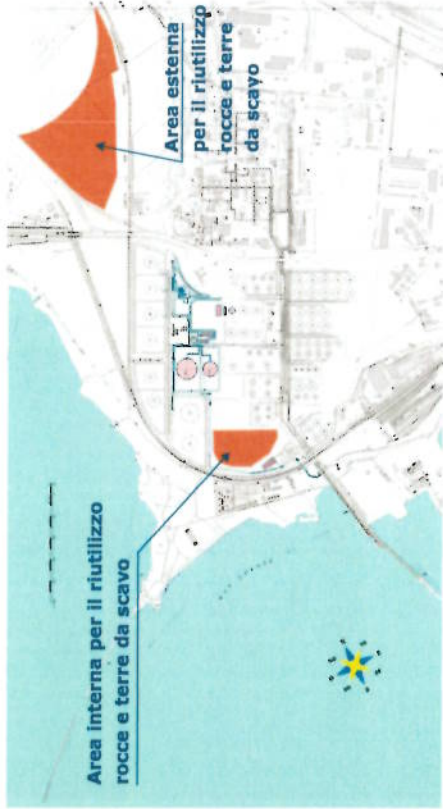 Area esterna
per il riutilizzo
rocce e terre
da scavo
Area interna per il riutilizzo
rocce e terre da scavo